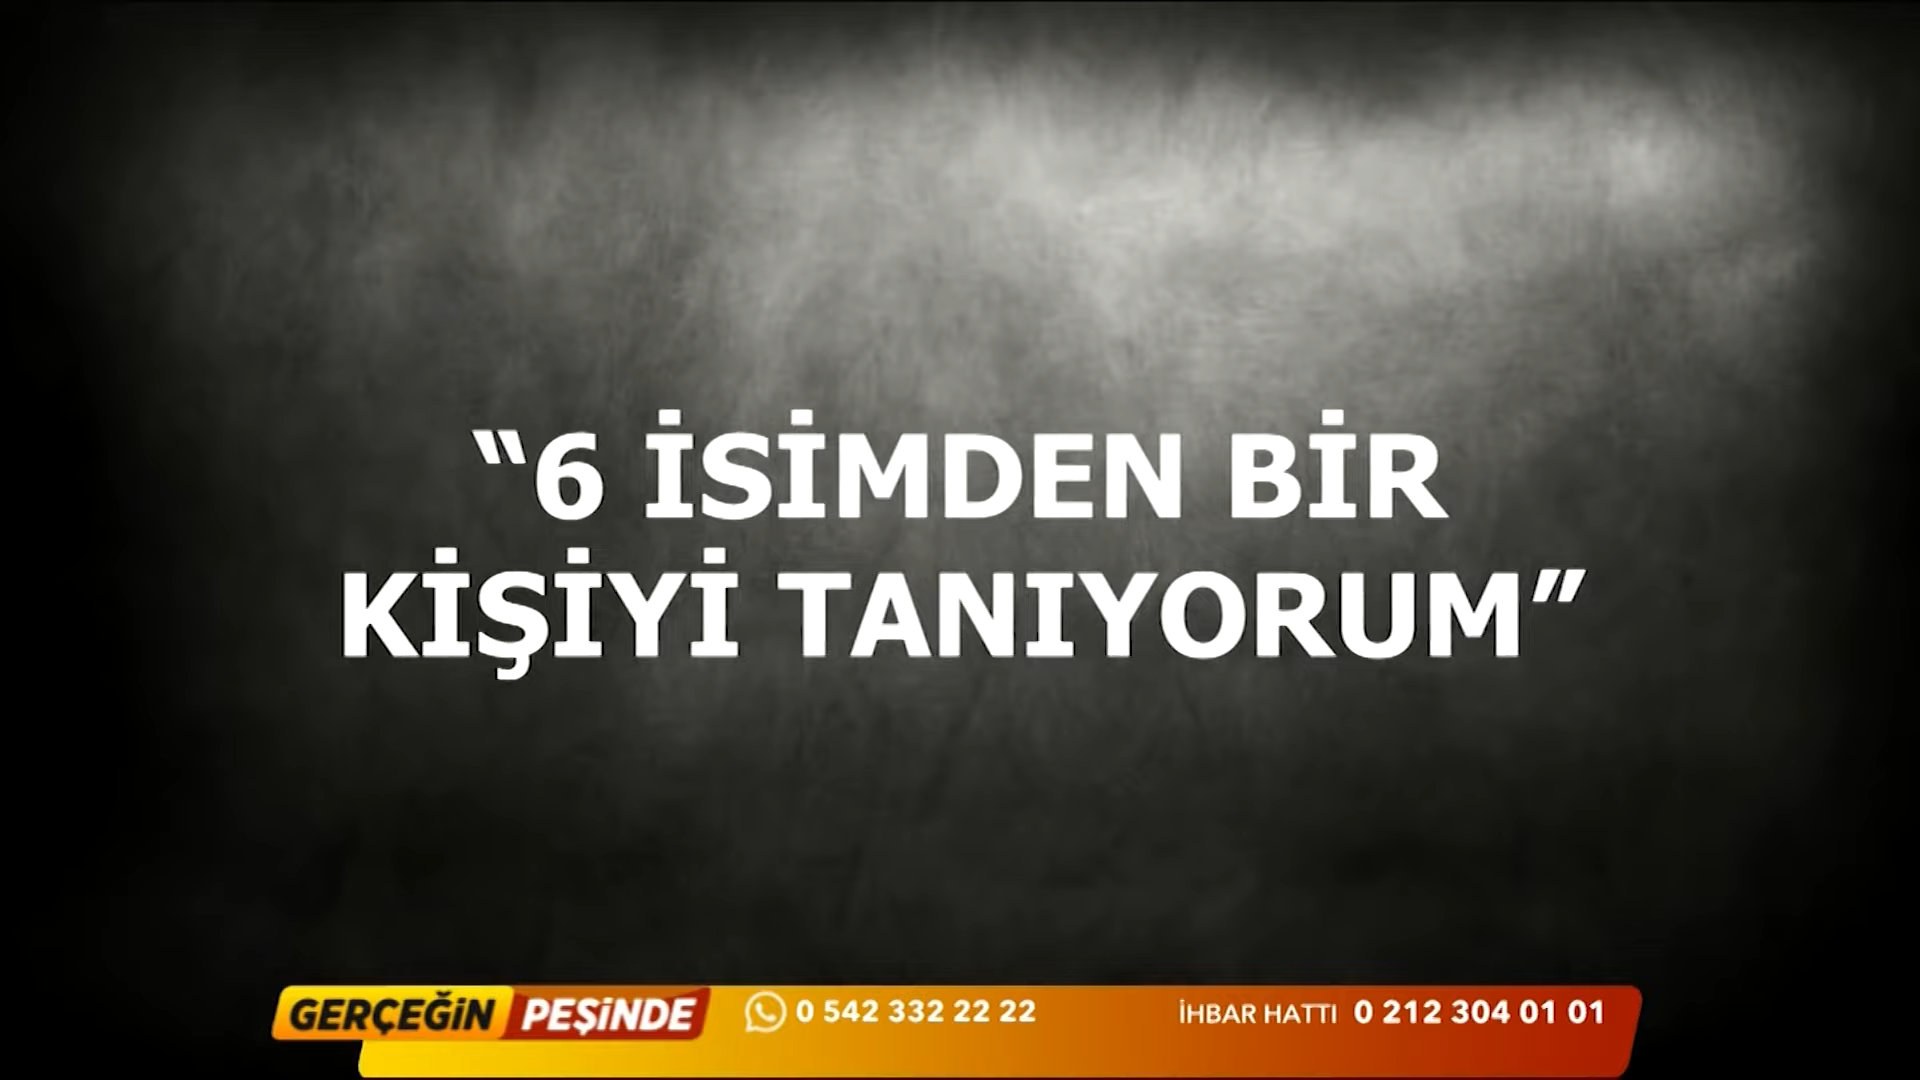 “6 İSİMDEN BİR
KİŞİYİ TANIYORUM”
GERÇEĞİN PEŞİNDE 0 542 332 22 22 İHBAR HATTI 0 212 304 01 01